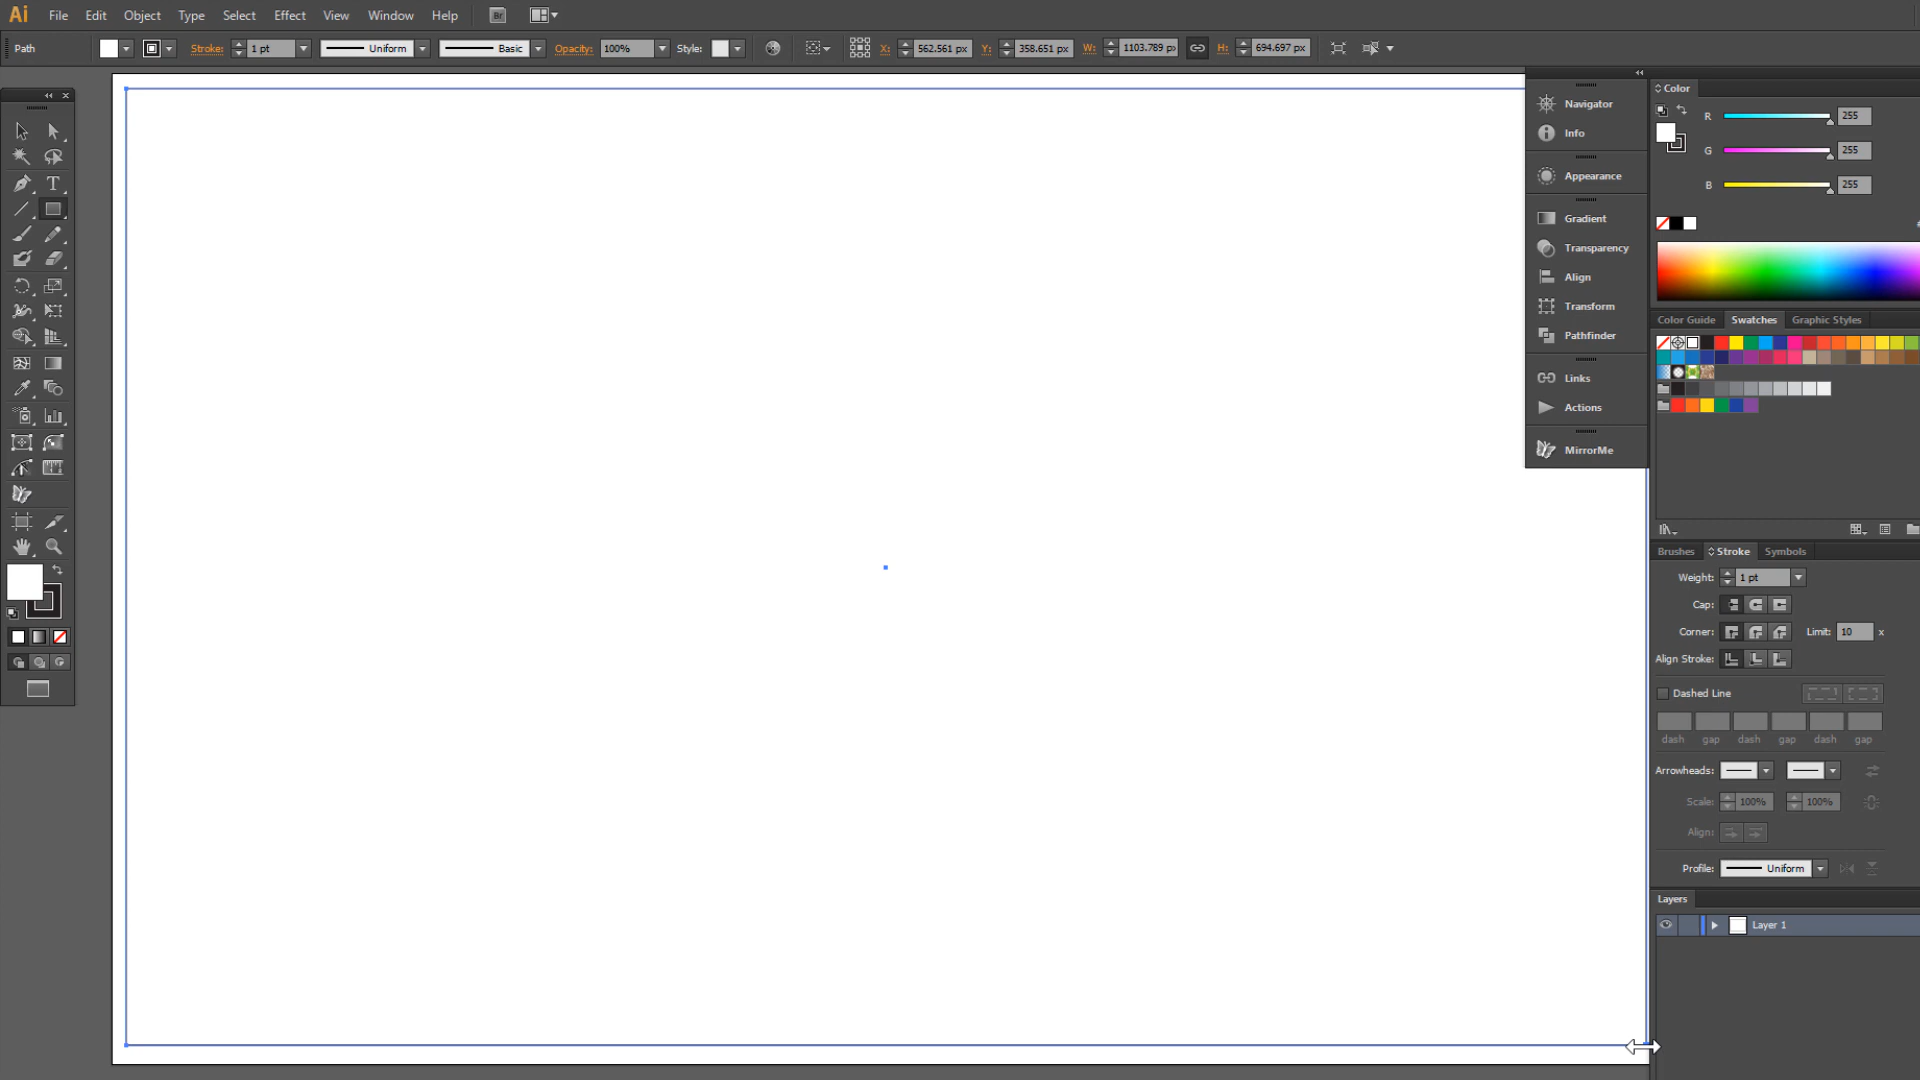 Ai File Edit Object Type Select Effect View Window Help Br
Path Stroke: 1 pt Uniform Basic Opacity: 100% Style: X: 562.561 px Y: 358.651 px W: 1103.789 px H: 694.697 px
Color
Navigator
R 255
Info
G 255
Appearance
B 255
Gradient
Transparency
Align
Transform
Color Guide Swatches Graphic Styles
Pathfinder
Links
Actions
MirrorMe
Brushes Stroke Symbols
Weight: 1 pt
Cap:
Corner: Limit: 10 x
Align Stroke:
Dashed Line
dash gap dash gap dash gap
Arrowheads:
Scale: 100% 100%
Align:
Profile: Uniform
Layers
Layer 1